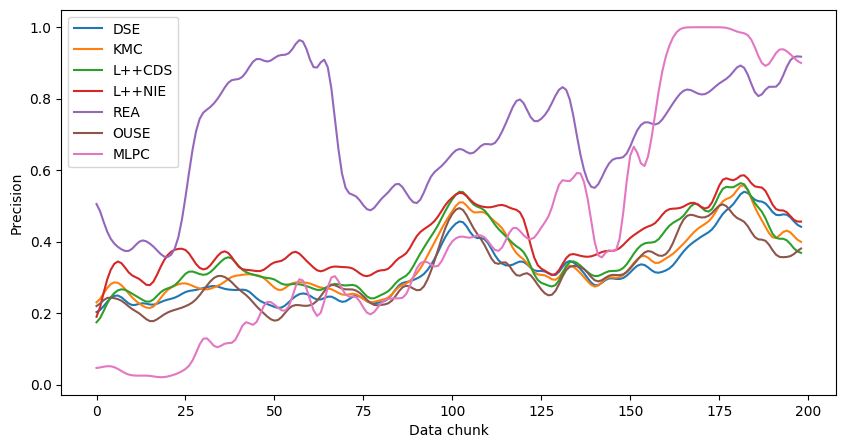 DSE
KMC
L++CDS
L++NIE
REA
OUSE
MLPC
Precision
1.0
0.8
0.6
0.4
0.2
0.0
0 25 50 75 100 125 150 175 200
Data chunk